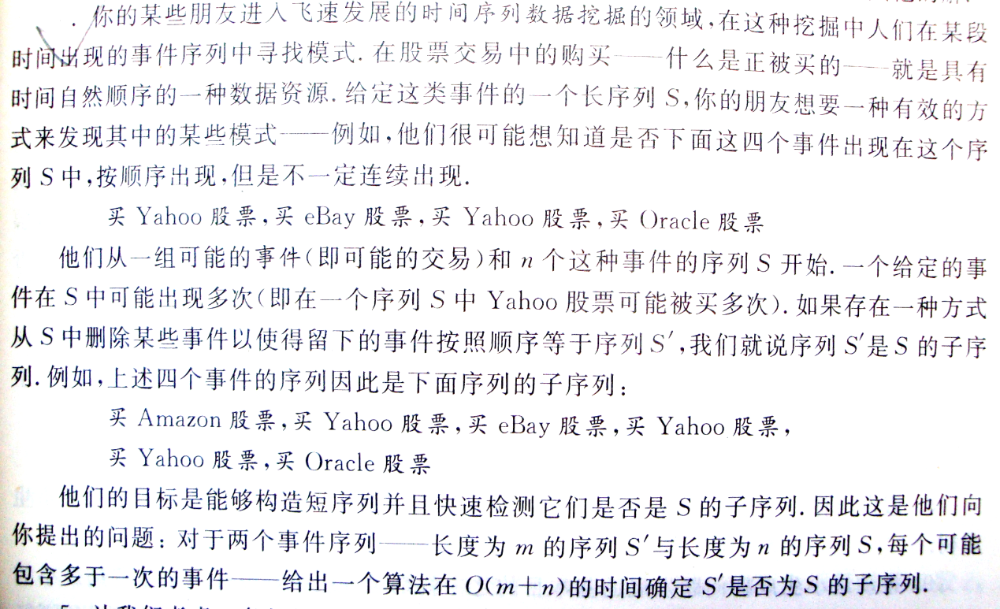 . 你的某些朋友进入飞速发展的时间序列数据挖掘的领域,在这种挖掘中人们在某段
时间出现的事件序列中寻找模式. 在股票交易中的购买——什么是正被买的——就是具有
时间自然顺序的一种数据资源. 给定这类事件的一个长序列 S,你的朋友想要一种有效的方
式来发现其中的某些模式——例如,他们很可能想知道是否下面这四个事件出现在这个序
列 S 中,按顺序出现,但是不一定连续出现.
买 Yahoo 股票,买 eBay 股票,买 Yahoo 股票,买 Oracle 股票
他们从一组可能的事件(即可能的交易)和 n 个这种事件的序列 S 开始. 一个给定的事
件在 S 中可能出现多次(即在一个序列 S 中 Yahoo 股票可能被买多次). 如果存在一种方式
从 S 中删除某些事件以使得留下的事件按照顺序等于序列 S′,我们就说序列 S′是 S 的子序
列. 例如,上述四个事件的序列因此是下面序列的子序列:
买 Amazon 股票,买 Yahoo 股票,买 eBay 股票,买 Yahoo 股票,
买 Yahoo 股票,买 Oracle 股票
他们的目标是能够构造短序列并且快速检测它们是否是 S 的子序列. 因此这是他们向
你提出的问题: 对于两个事件序列——长度为 m 的序列 S′与长度为 n 的序列 S,每个可能
包含多于一次的事件——给出一个算法在 O(m+n)的时间确定 S′是否为 S 的子序列.